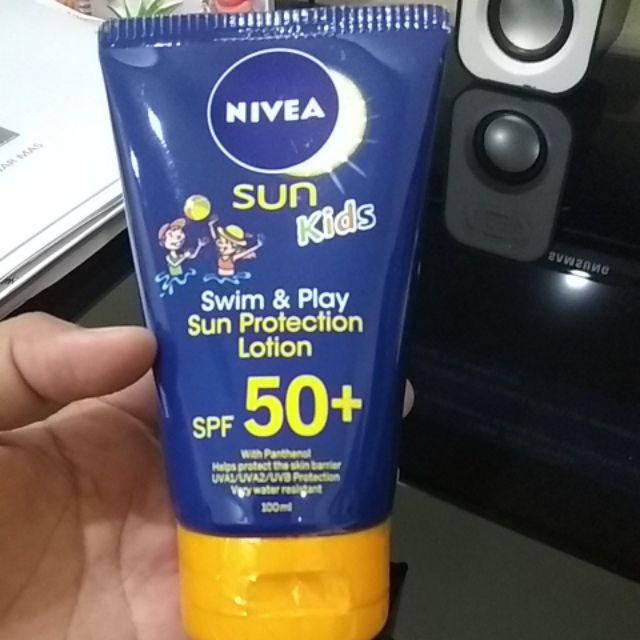 NIVEA
sun
Kids
Swim & Play
Sun Protection
Lotion
SPF 50+
With Panthenol
Helps protect the skin barrier
UVA1/UVA2/UVB Protection
Very water resistant
100ml
SAMSUNG